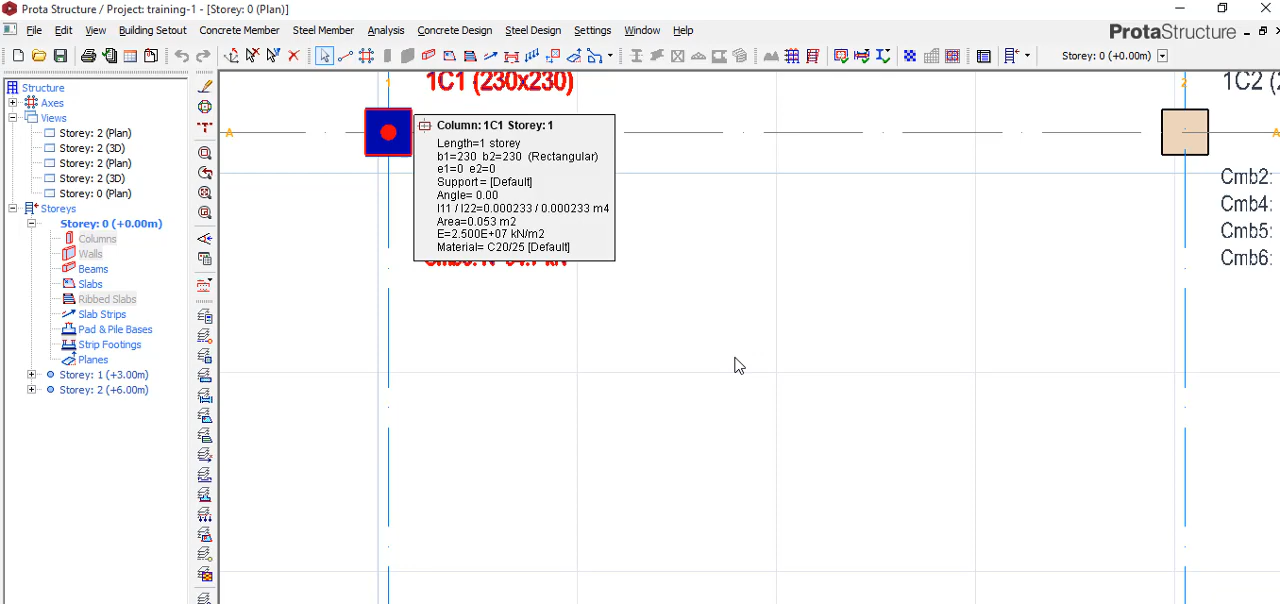 Prota Structure / Project: training-1 - [Storey: 0 (Plan)]
File Edit View Building Setout Concrete Member Steel Member Analysis Concrete Design Steel Design Settings Window Help
ProtaStructure
Storey: 0 (+0.00m)
Structure
Axes
Views
Storey: 2 (Plan)
Storey: 2 (3D)
Storey: 2 (Plan)
Storey: 2 (3D)
Storey: 0 (Plan)
Storeys
Storey: 0 (+0.00m)
Columns
Walls
Beams
Slabs
Ribbed Slabs
Slab Strips
Pad & Pile Bases
Strip Footings
Planes
Storey: 1 (+3.00m)
Storey: 2 (+6.00m)
1
1C1 (230x230)
2
1C2 (2
A
A
Column: 1C1 Storey: 1
Length=1 storey
b1=230 b2=230 (Rectangular)
e1=0 e2=0
Support= [Default]
Angle= 0.00
I11 / I22=0.000233 / 0.000233 m4
Area=0.053 m2
E=2.500E+07 kN/m2
Material= C20/25 [Default]
Cmb2:
Cmb4:
Cmb5:
Cmb6: